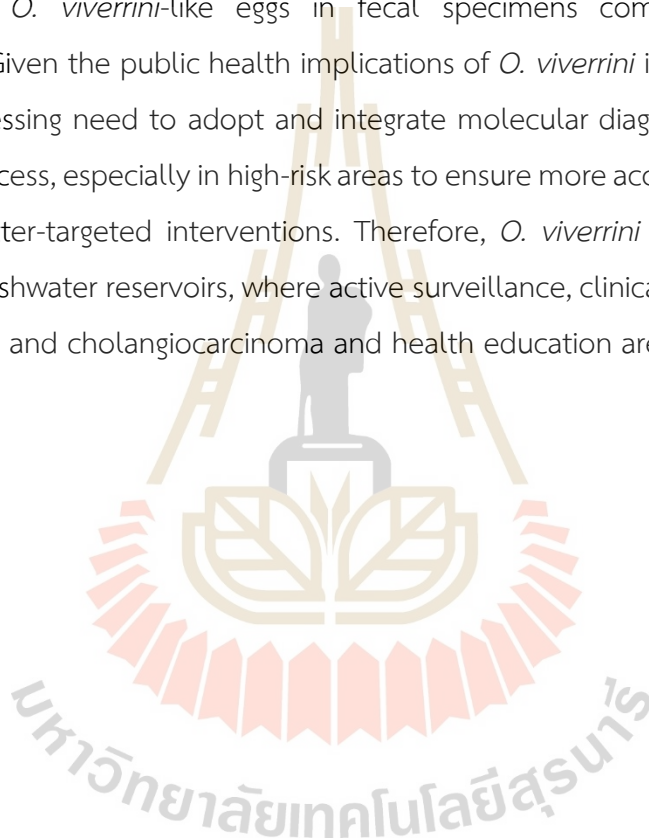 O. viverrini-like eggs in fecal specimens com
Given the public health implications of O. viverrini i
essing need to adopt and integrate molecular diag
cess, especially in high-risk areas to ensure more acc
ter-targeted interventions. Therefore, O. viverrini
shwater reservoirs, where active surveillance, clinica
and cholangiocarcinoma and health education are
มหาวิทยาลัยเทคโนโลยีสุรนารี